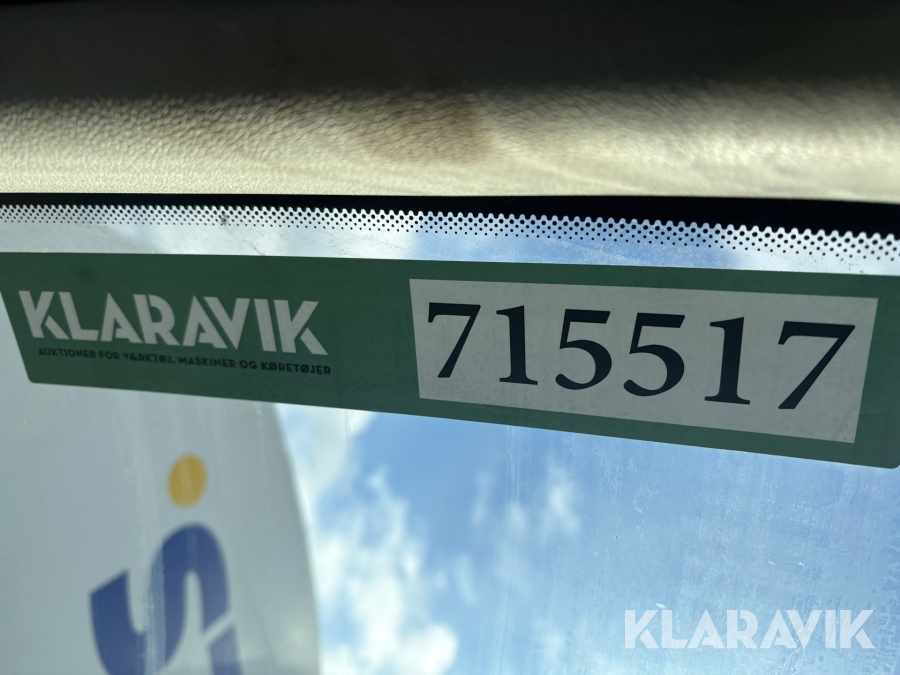 KLARAVIK
AUKTIONER FOR VÆRKTØJ, MASKINER OG KØRETØJER
715517
KLARAVIK